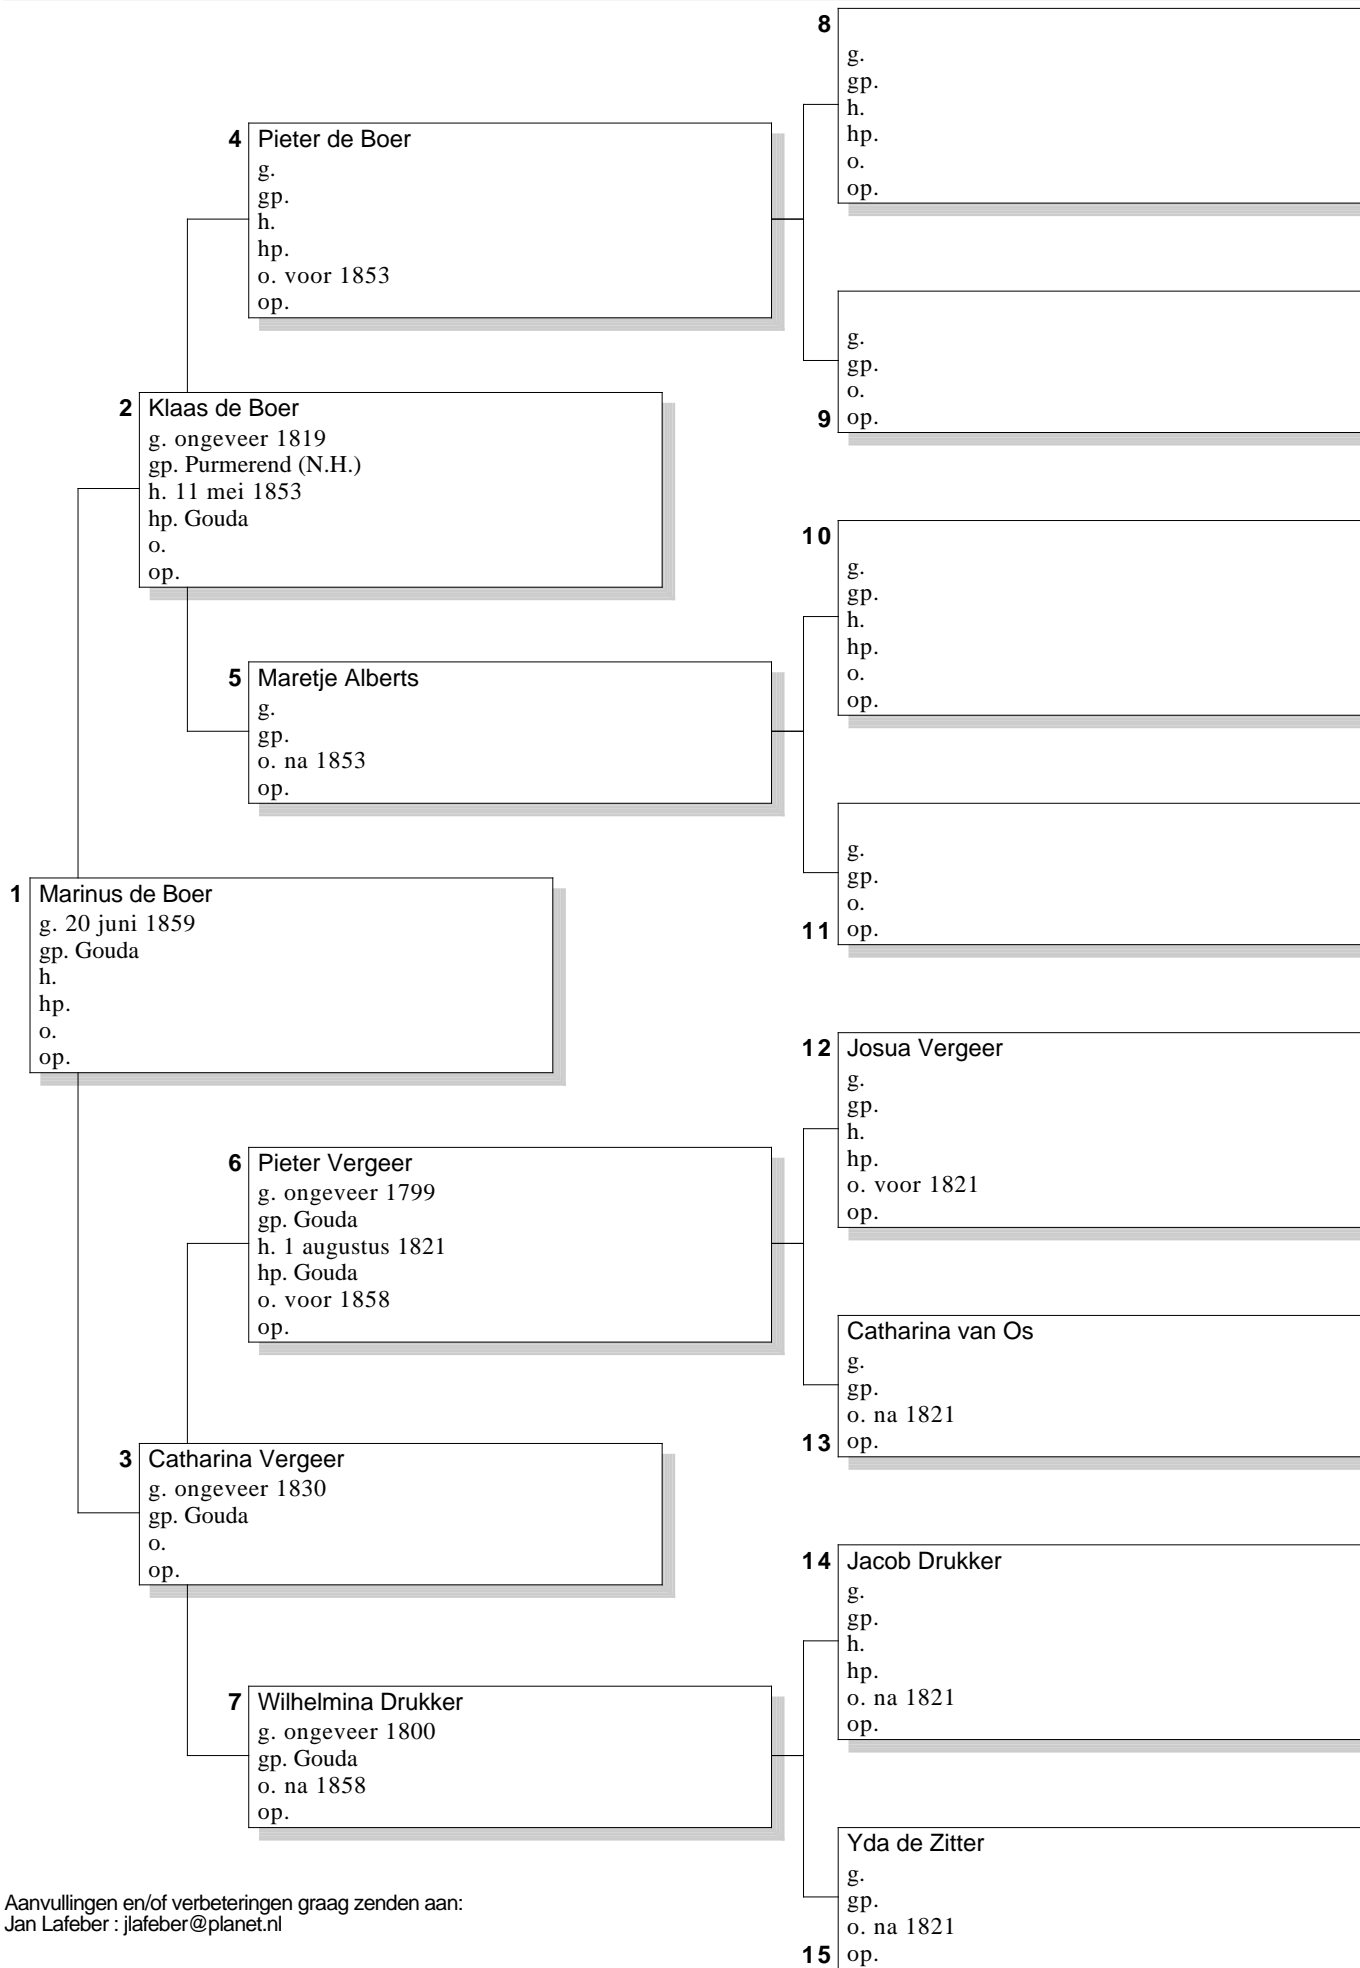 8
g.
gp.
h.
hp.
o.
op.
4 Pieter de Boer
g.
gp.
h.
hp.
o. voor 1853
op.
g.
gp.
o.
9 op.
2 Klaas de Boer
g. ongeveer 1819
gp. Purmerend (N.H.)
h. 11 mei 1853
hp. Gouda
o.
op.
10
g.
gp.
h.
hp.
o.
op.
5 Maretje Alberts
g.
gp.
o. na 1853
op.
g.
gp.
o.
11 op.
1 Marinus de Boer
g. 20 juni 1859
gp. Gouda
h.
hp.
o.
op.
12 Josua Vergeer
g.
gp.
h.
hp.
o. voor 1821
op.
6 Pieter Vergeer
g. ongeveer 1799
gp. Gouda
h. 1 augustus 1821
hp. Gouda
o. voor 1858
op.
Catharina van Os
g.
gp.
o. na 1821
13 op.
3 Catharina Vergeer
g. ongeveer 1830
gp. Gouda
o.
op.
14 Jacob Drukker
g.
gp.
h.
hp.
o. na 1821
op.
7 Wilhelmina Drukker
g. ongeveer 1800
gp. Gouda
o. na 1858
op.
Yda de Zitter
g.
gp.
o. na 1821
15 op.
Aanvullingen en/of verbeteringen graag zenden aan:
Jan Lafeber : jlafeber@planet.nl